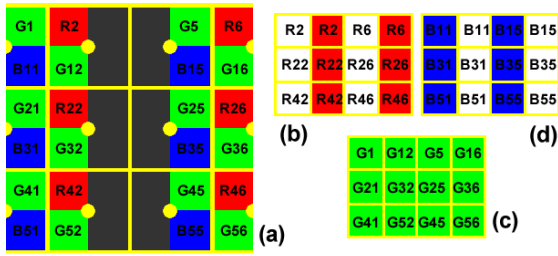 G1 R2 G5 R6
B11 G12 B15 G16
G21 R22 G25 R26
B31 G32 B35 G36
G41 R42 G45 R46
B51 G52 B55 G56
(a)
R2 R2 R6 R6
R22 R22 R26 R26
R42 R42 R46 R46
(b)
B11 B11 B15 B15
B31 B31 B35 B35
B51 B51 B55 B55
(d)
G1 G12 G5 G16
G21 G32 G25 G36
G41 G52 G45 G56
(c)